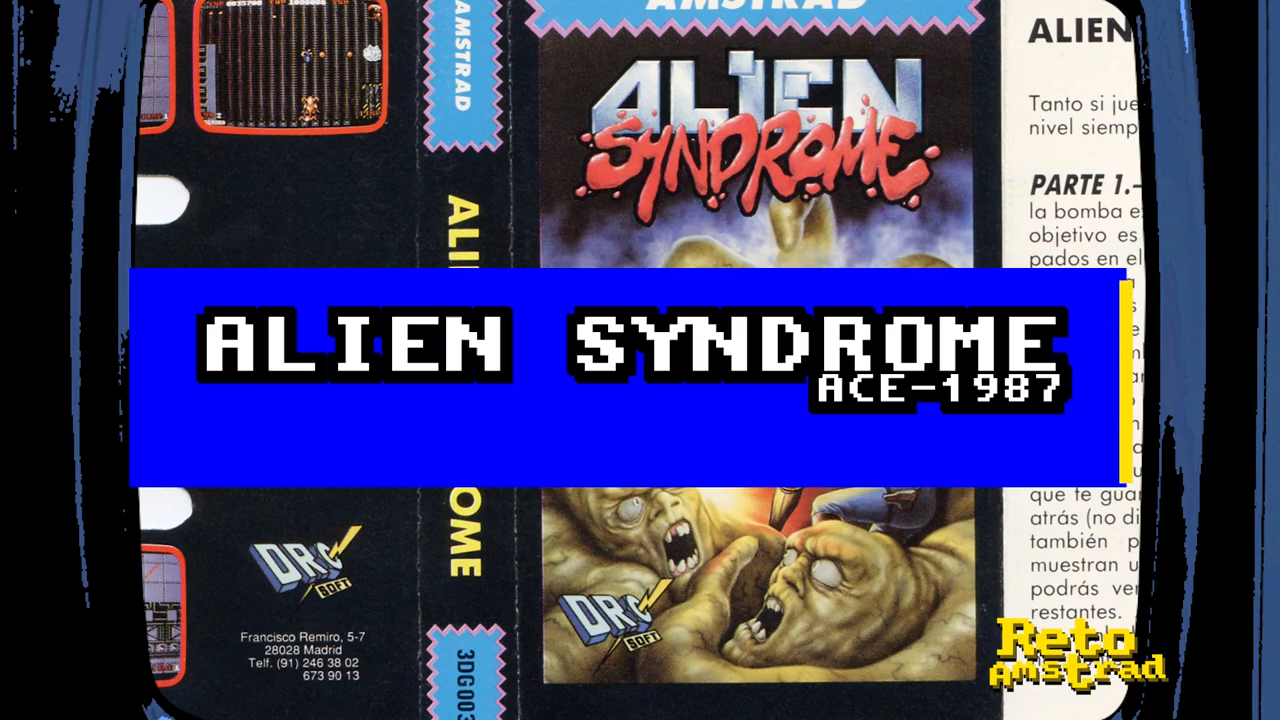 AMSTRAD
AMSTRAD
ALIEN
SYNDROME
ALIEN
Tanto si jue
nivel siemp
PARTE 1.-
la bomba e
objetivo es
pados en el
ALIEN SYNDROME
ACE-1987
OME
que te guar
atrás (no di
también p
muestran u
podrás ver
restantes.
DRO
SOFT
DRO
SOFT
Francisco Remiro, 5-7
28028 Madrid
Telf. (91) 246 38 02
673 90 13
3DG003
Reto
Amstrad